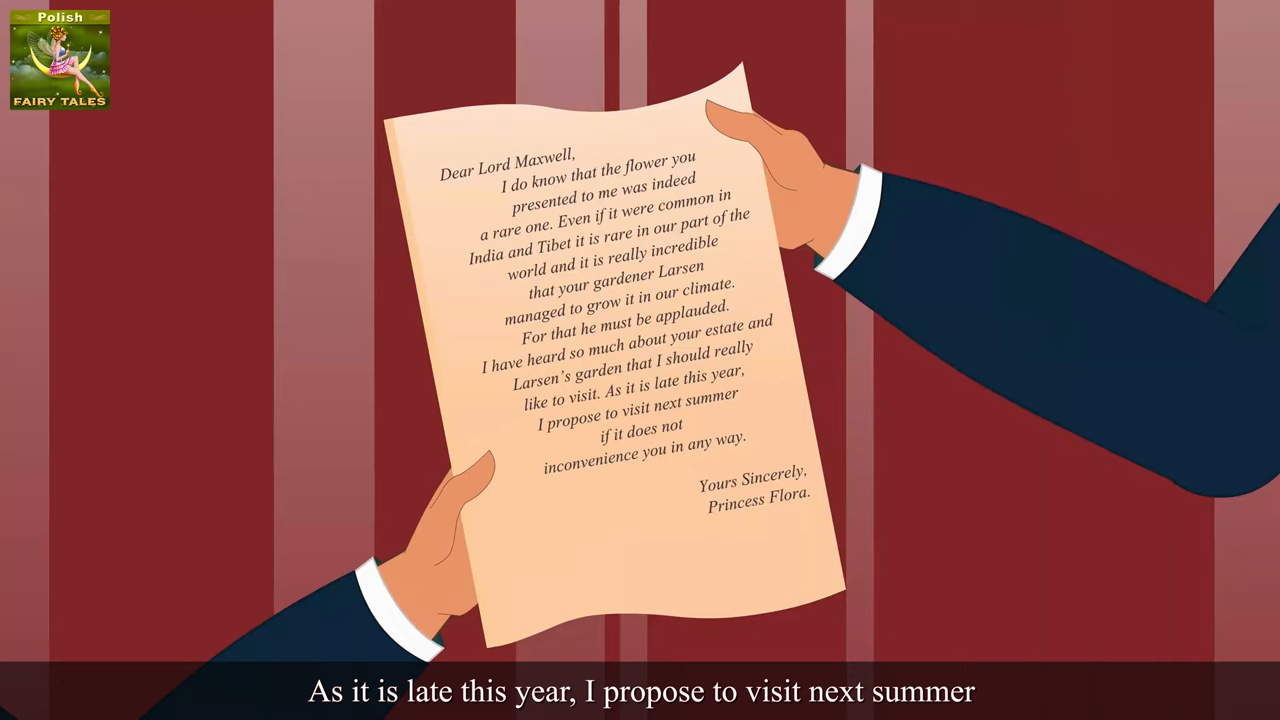 Polish
FAIRY TALES
Dear Lord Maxwell,
I do know that the flower you
presented to me was indeed
a rare one. Even if it were common in
India and Tibet it is rare in our part of the
world and it is really incredible
that your gardener Larsen
managed to grow it in our climate.
For that he must be applauded.
I have heard so much about your estate and
Larsen's garden that I should really
like to visit. As it is late this year,
I propose to visit next summer
if it does not
inconvenience you in any way.
Yours Sincerely,
Princess Flora.
As it is late this year, I propose to visit next summer